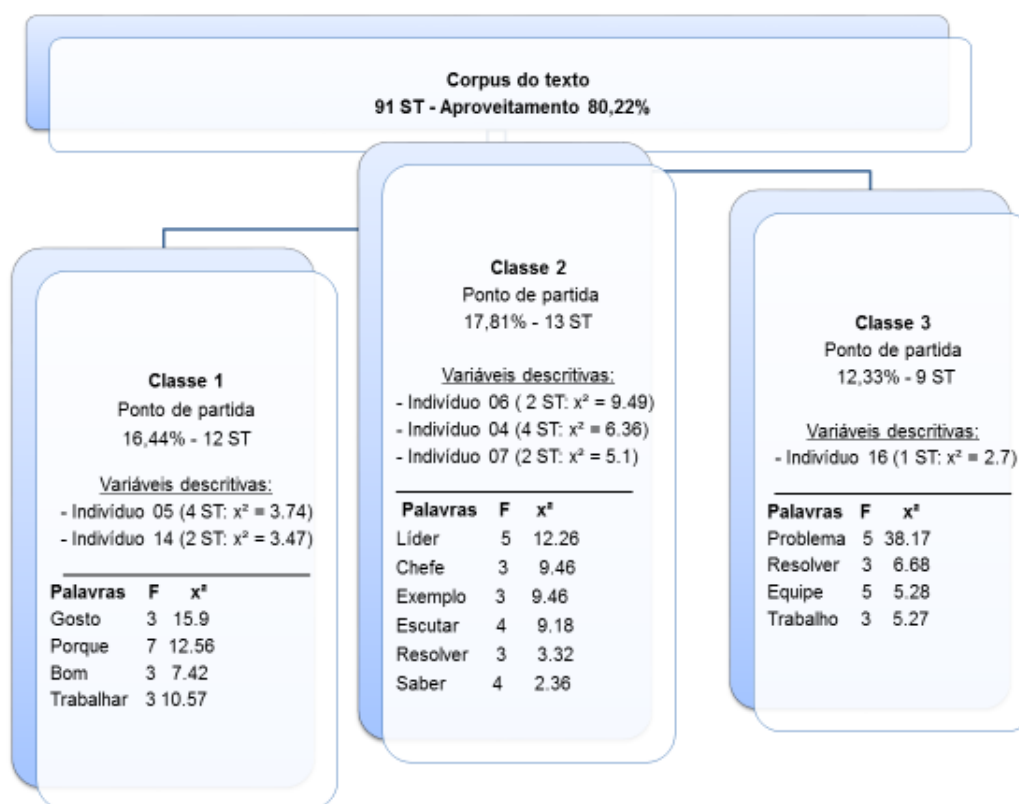 Corpus do texto
91 ST - Aproveitamento 80,22%
Classe 1
Ponto de partida
16,44% - 12 ST
Variáveis descritivas:
- Indivíduo 05 (4 ST: x² = 3.74)
- Indivíduo 14 (2 ST: x² = 3.47)
Palavras F x²
Gosto 3 15.9
Porque 7 12.56
Bom 3 7.42
Trabalhar 3 10.57
Classe 2
Ponto de partida
17,81% - 13 ST
Variáveis descritivas:
- Indivíduo 06 ( 2 ST: x² = 9.49)
- Indivíduo 04 (4 ST: x² = 6.36)
- Indivíduo 07 (2 ST: x² = 5.1)
Palavras F x²
Líder 5 12.26
Chefe 3 9.46
Exemplo 3 9.46
Escutar 4 9.18
Resolver 3 3.32
Saber 4 2.36
Classe 3
Ponto de partida
12,33% - 9 ST
Variáveis descritivas:
- Indivíduo 16 (1 ST: x² = 2.7)
Palavras F x²
Problema 5 38.17
Resolver 3 6.68
Equipe 5 5.28
Trabalho 3 5.27